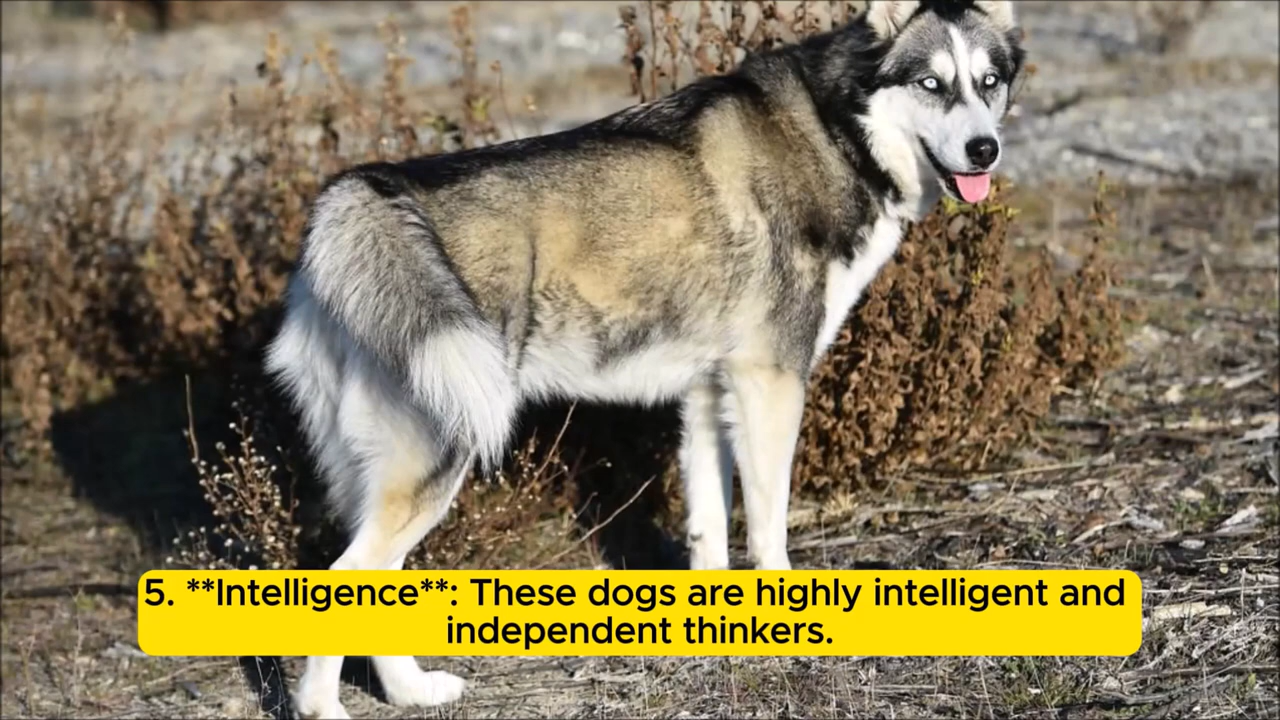 5. **Intelligence**: These dogs are highly intelligent and
independent thinkers.